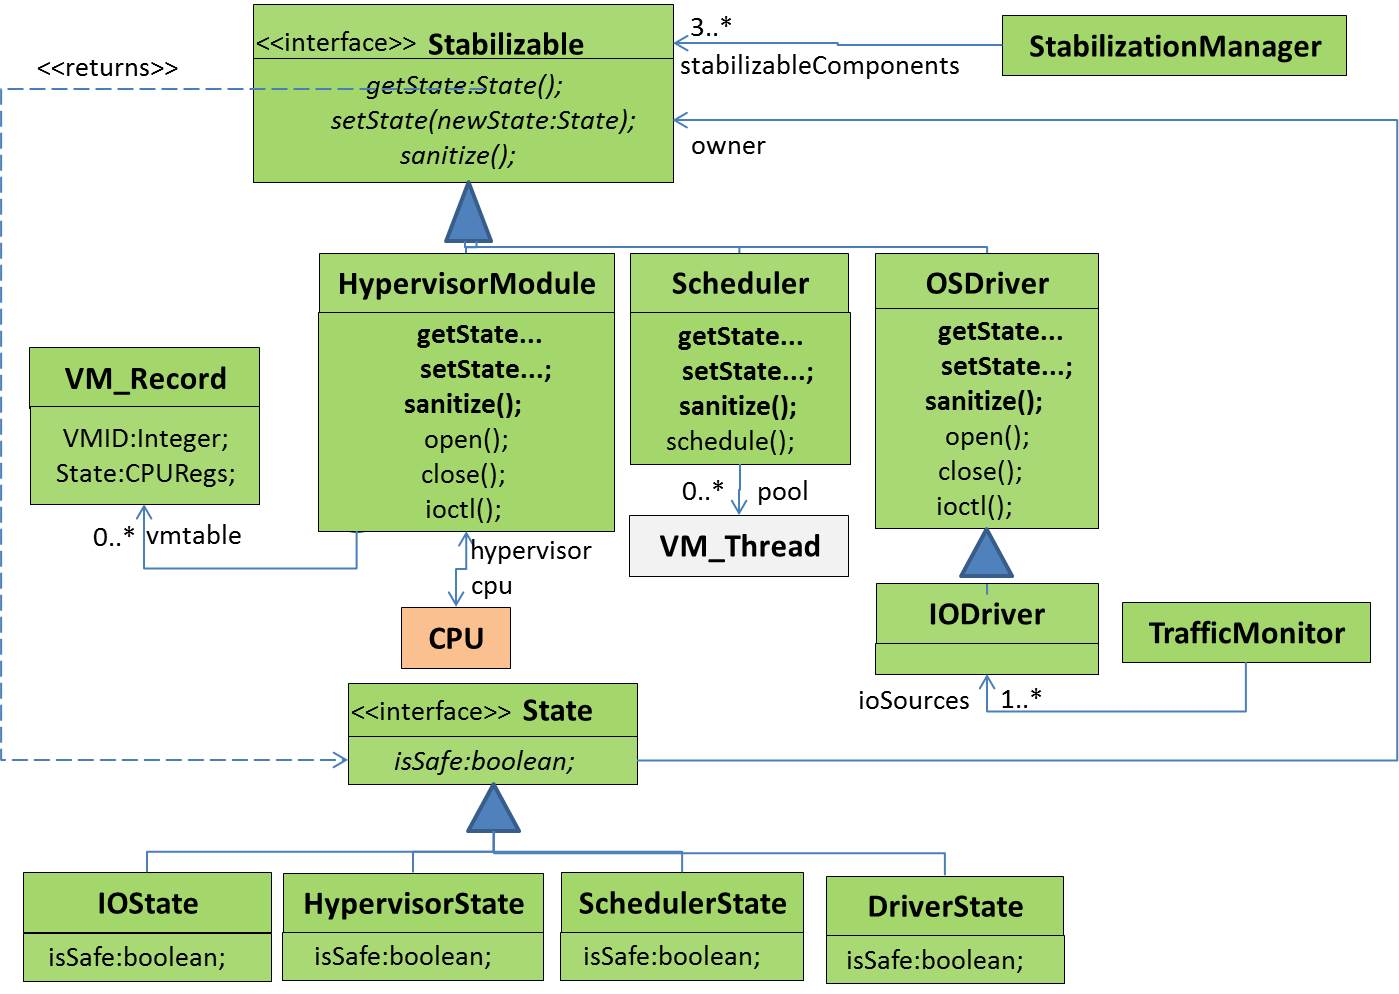 <<returns>>
<<interface>> Stabilizable
getState:State();
setState(newState:State);
sanitize();
3..*
stabilizableComponents
StabilizationManager
owner
HypervisorModule
getState...
setState...;
sanitize();
open();
close();
ioctl();
Scheduler
getState...
setState...;
sanitize();
schedule();
OSDriver
getState...
setState...;
sanitize();
open();
close();
ioctl();
VM_Record
VMID:Integer;
State:CPURegs;
0..* vmtable
hypervisor
cpu
CPU
0..* pool
VM_Thread
IODriver
TrafficMonitor
ioSources 1..*
<<interface>> State
isSafe:boolean;
IOState
isSafe:boolean;
HypervisorState
isSafe:boolean;
SchedulerState
isSafe:boolean;
DriverState
isSafe:boolean;